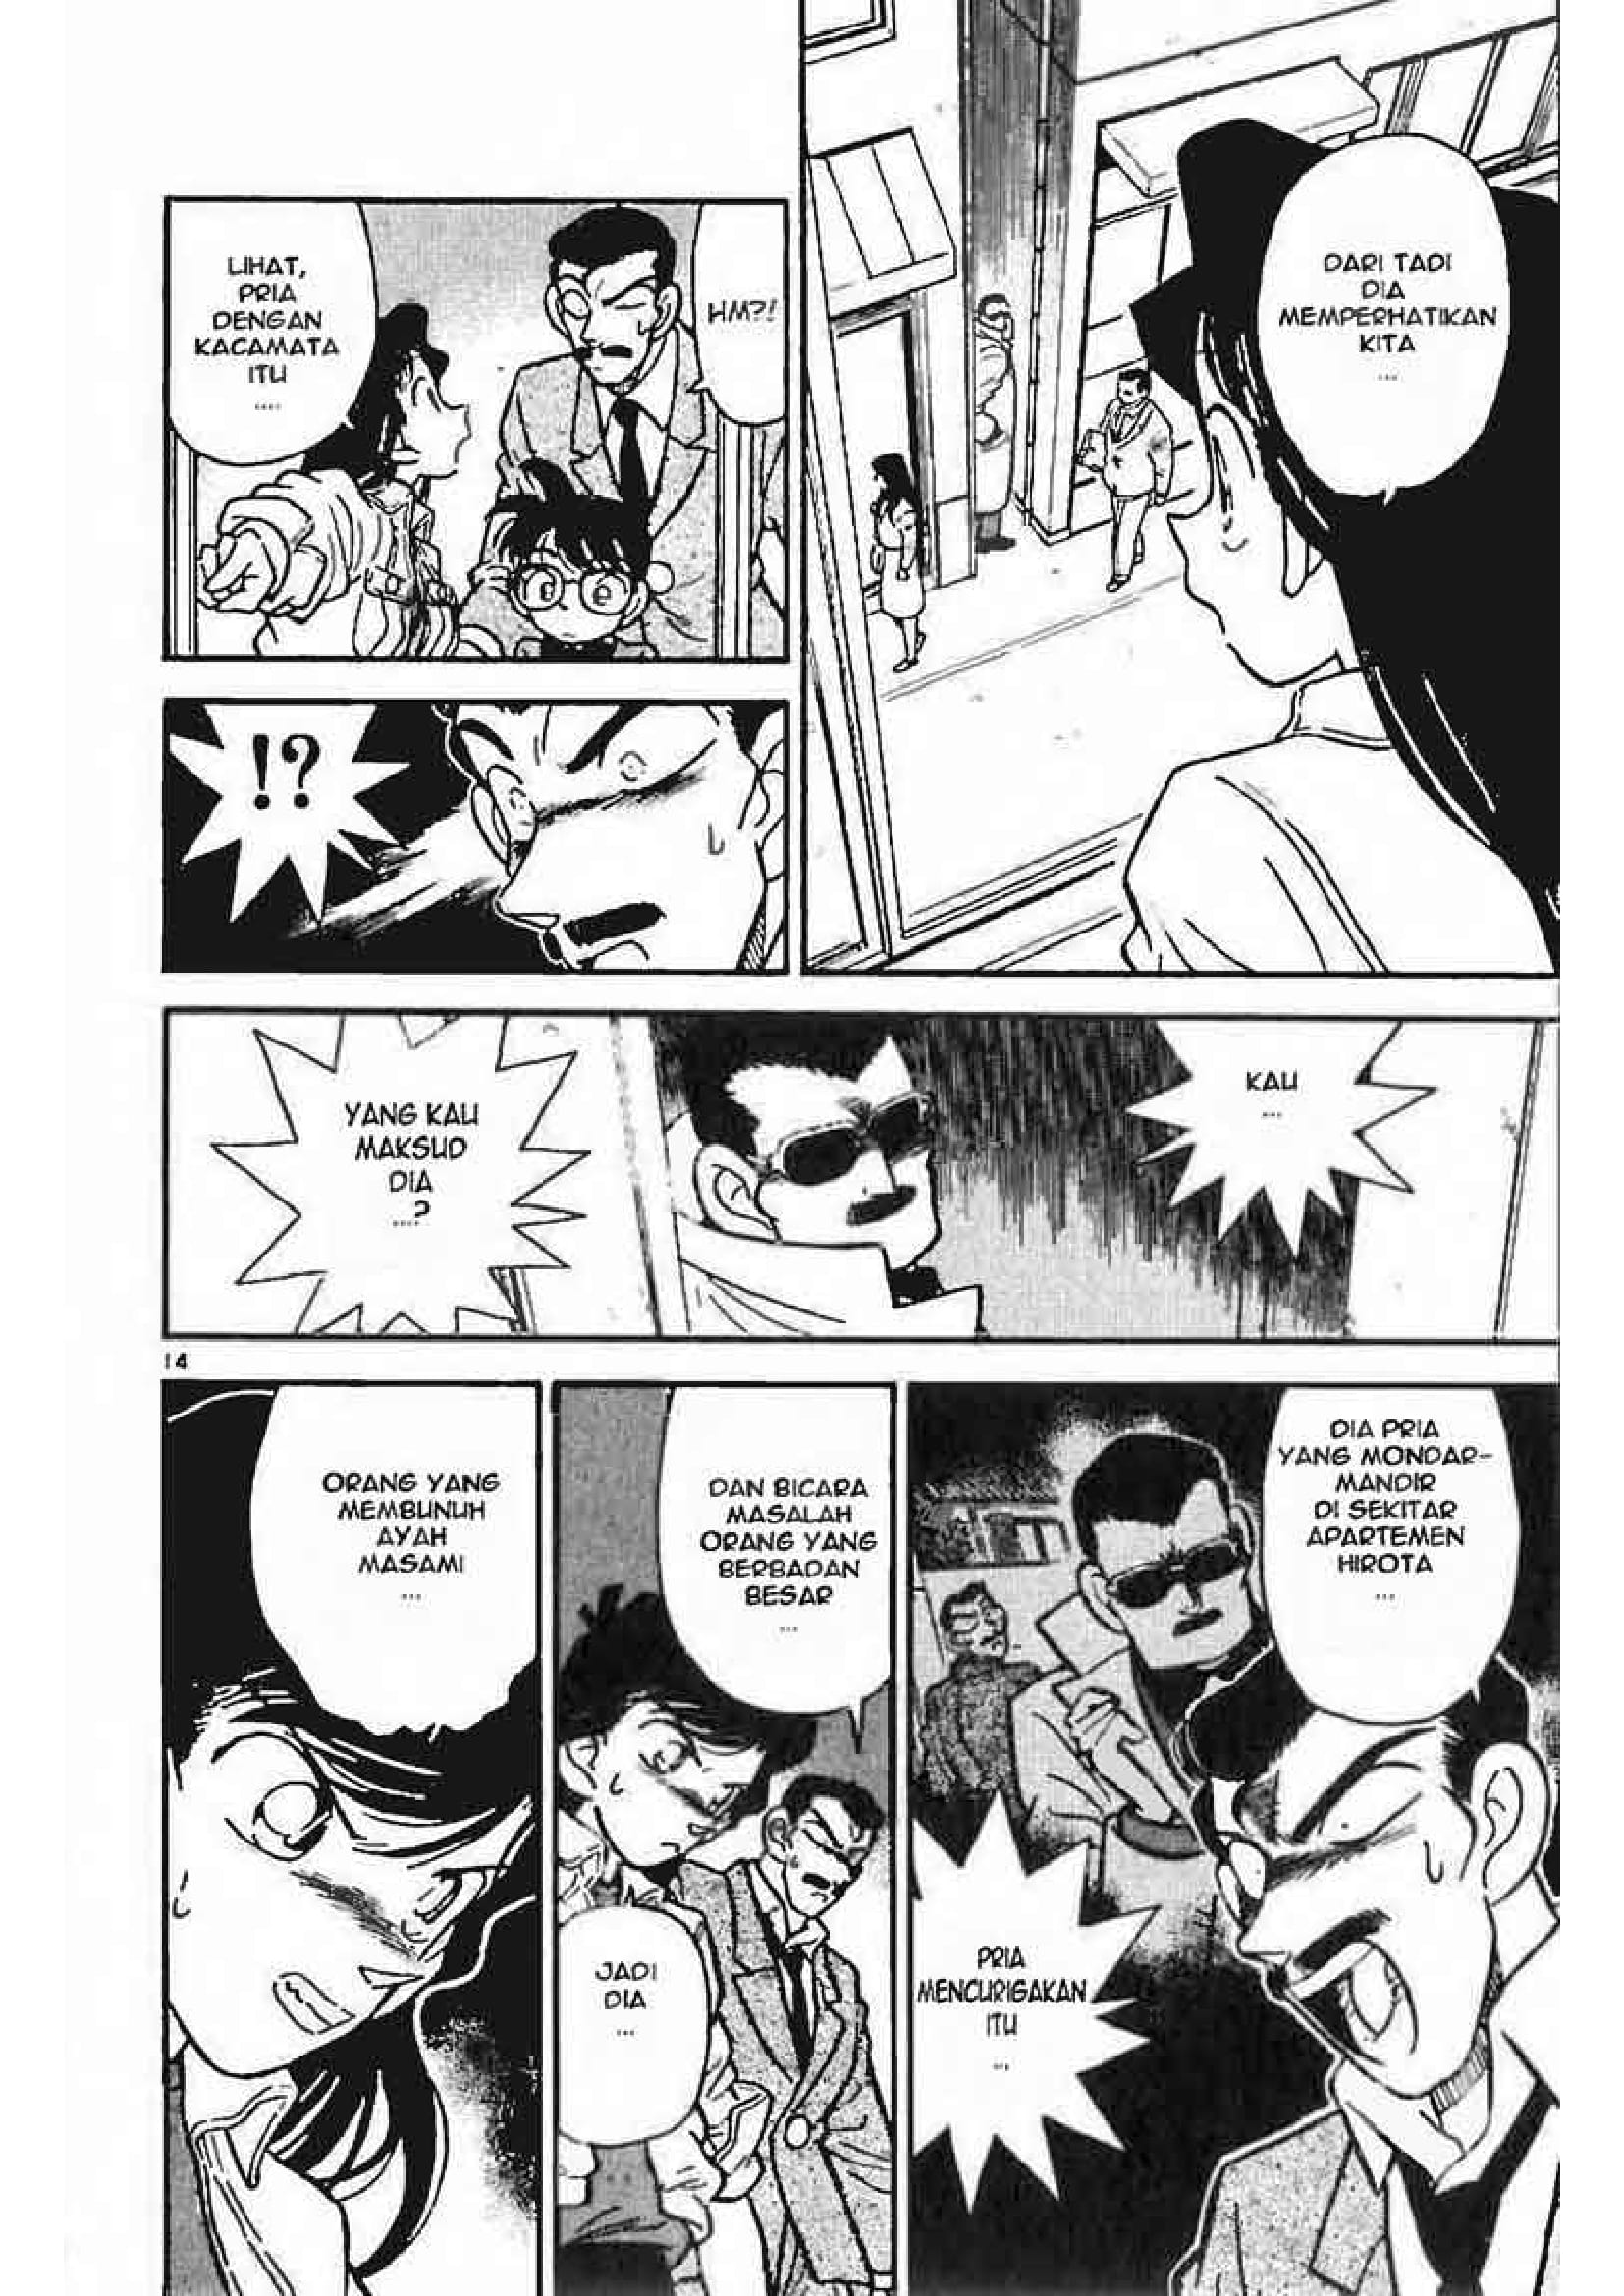 DARI TADI
DIA
MEMPERHATIKAN
KITA
...
HM?!
LIHAT,
PRIA
DENGAN
KACAMATA
ITU
....
!?
KAU
...
YANG KAU
MAKSUD
DIA
....?
14
DIA PRIA
YANG MONDAR-
MANDIR
DI SEKITAR
APARTEMEN
HIROTA
...
PRIA
MENCURIGAKAN
ITU
...
DAN BICARA
MASALAH
ORANG YANG
BERBADAN
BESAR
...
JADI
DIA
...
ORANG YANG
MEMBUNUH
AYAH
MASAMI
...